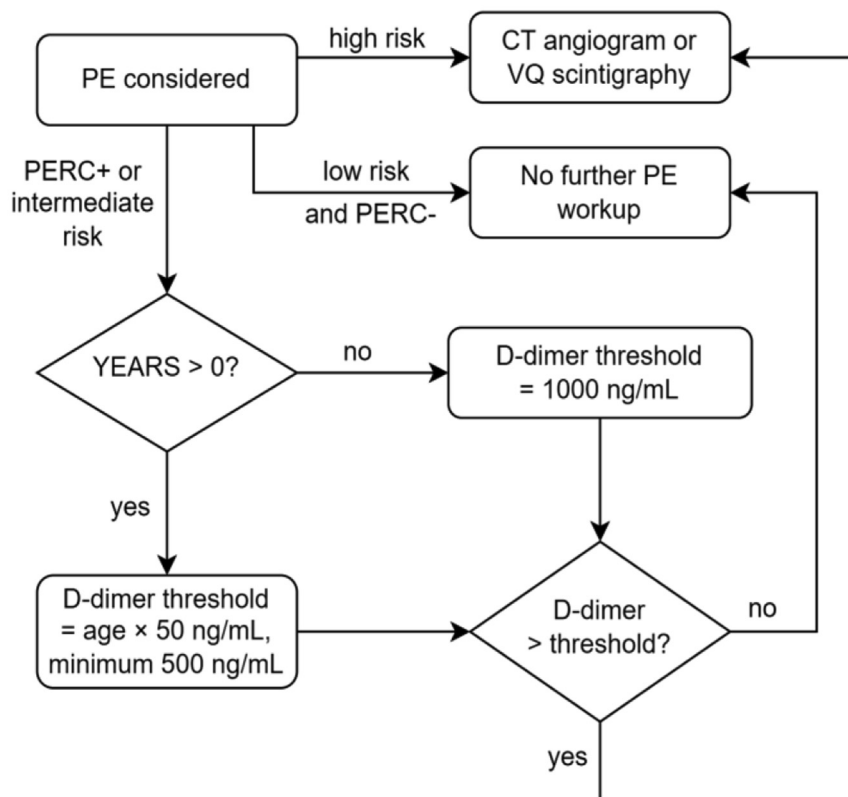 PE considered
high risk
CT angiogram or
VQ scintigraphy
PERC+ or
intermediate
risk
low risk
and PERC-
No further PE
workup
YEARS > 0?
no
D-dimer threshold
= 1000 ng/mL
yes
D-dimer threshold
= age × 50 ng/mL,
minimum 500 ng/mL
D-dimer
> threshold?
no
yes